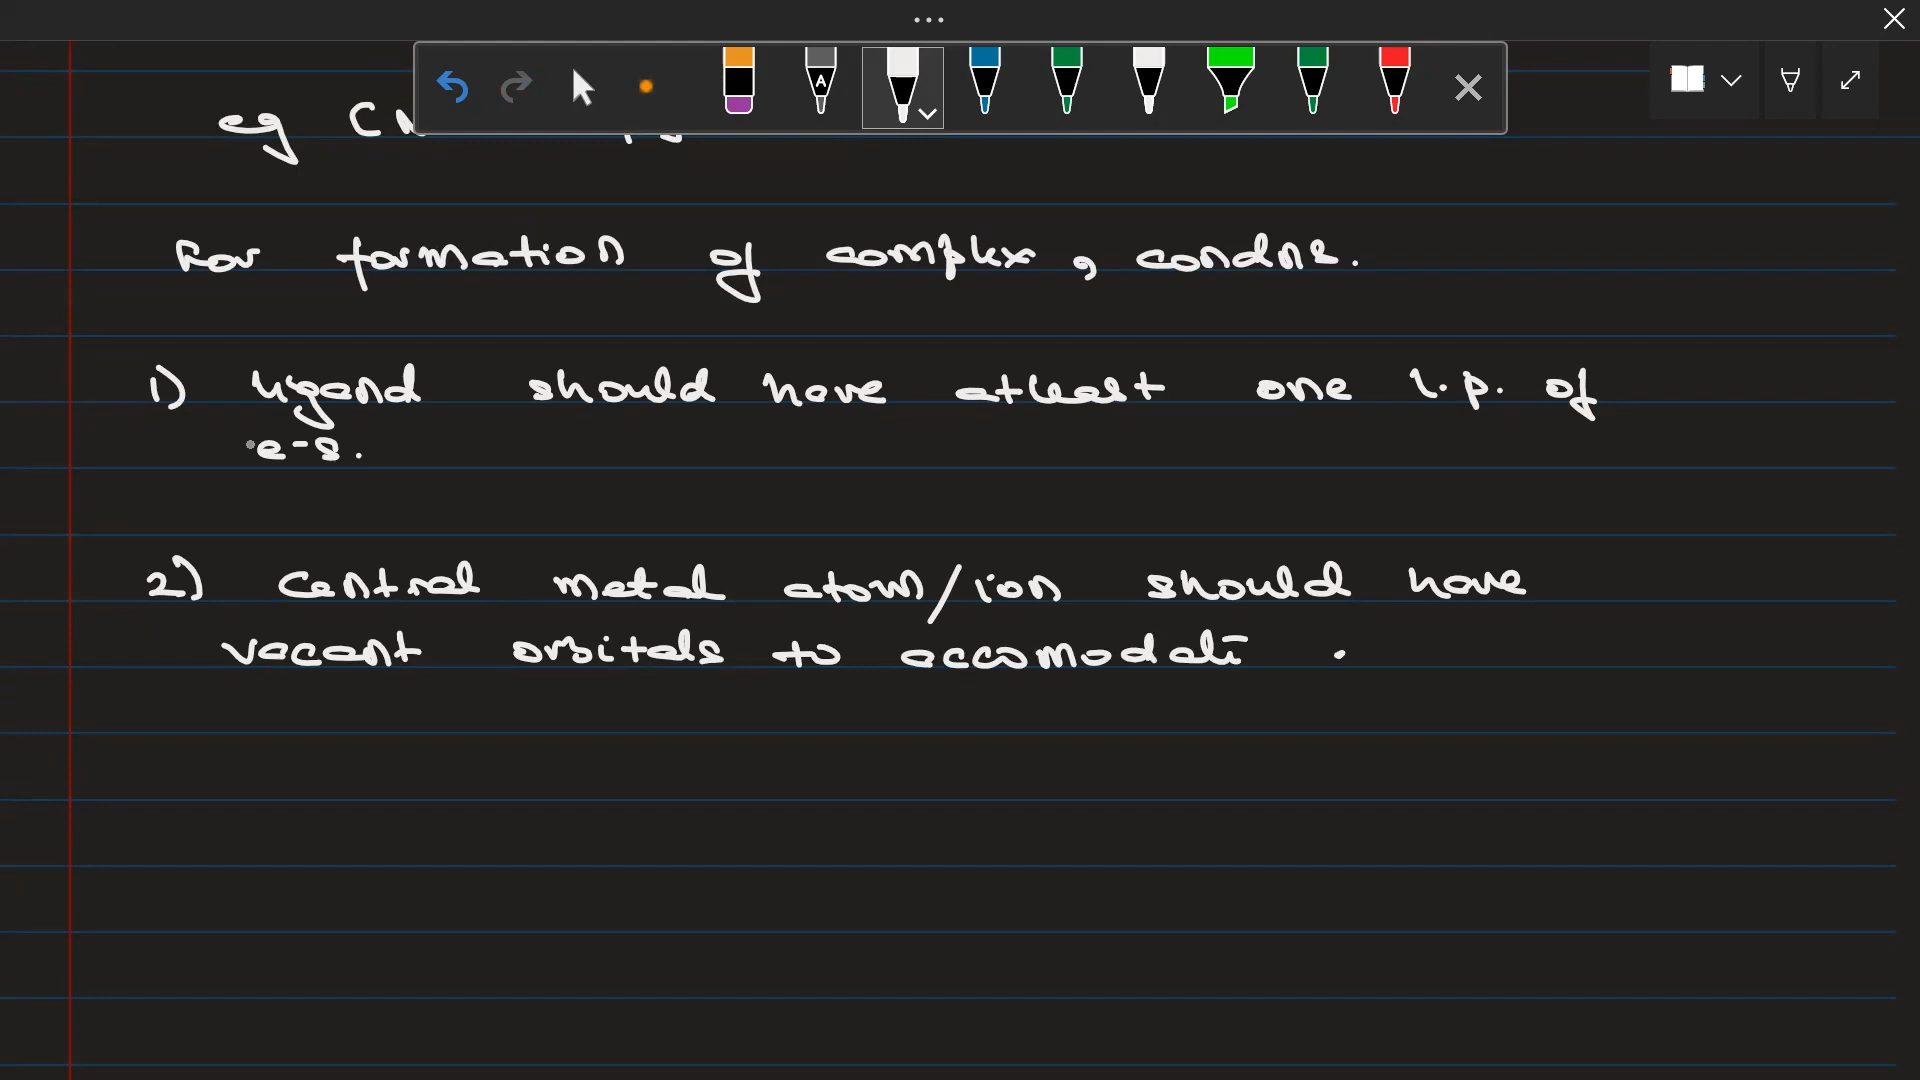 eg
For formation of complex, condns.
1) ligand should have atleast one l.p. of
e-s.
2) Central metal atom/ion should have
vacant orbitals to accomodate .